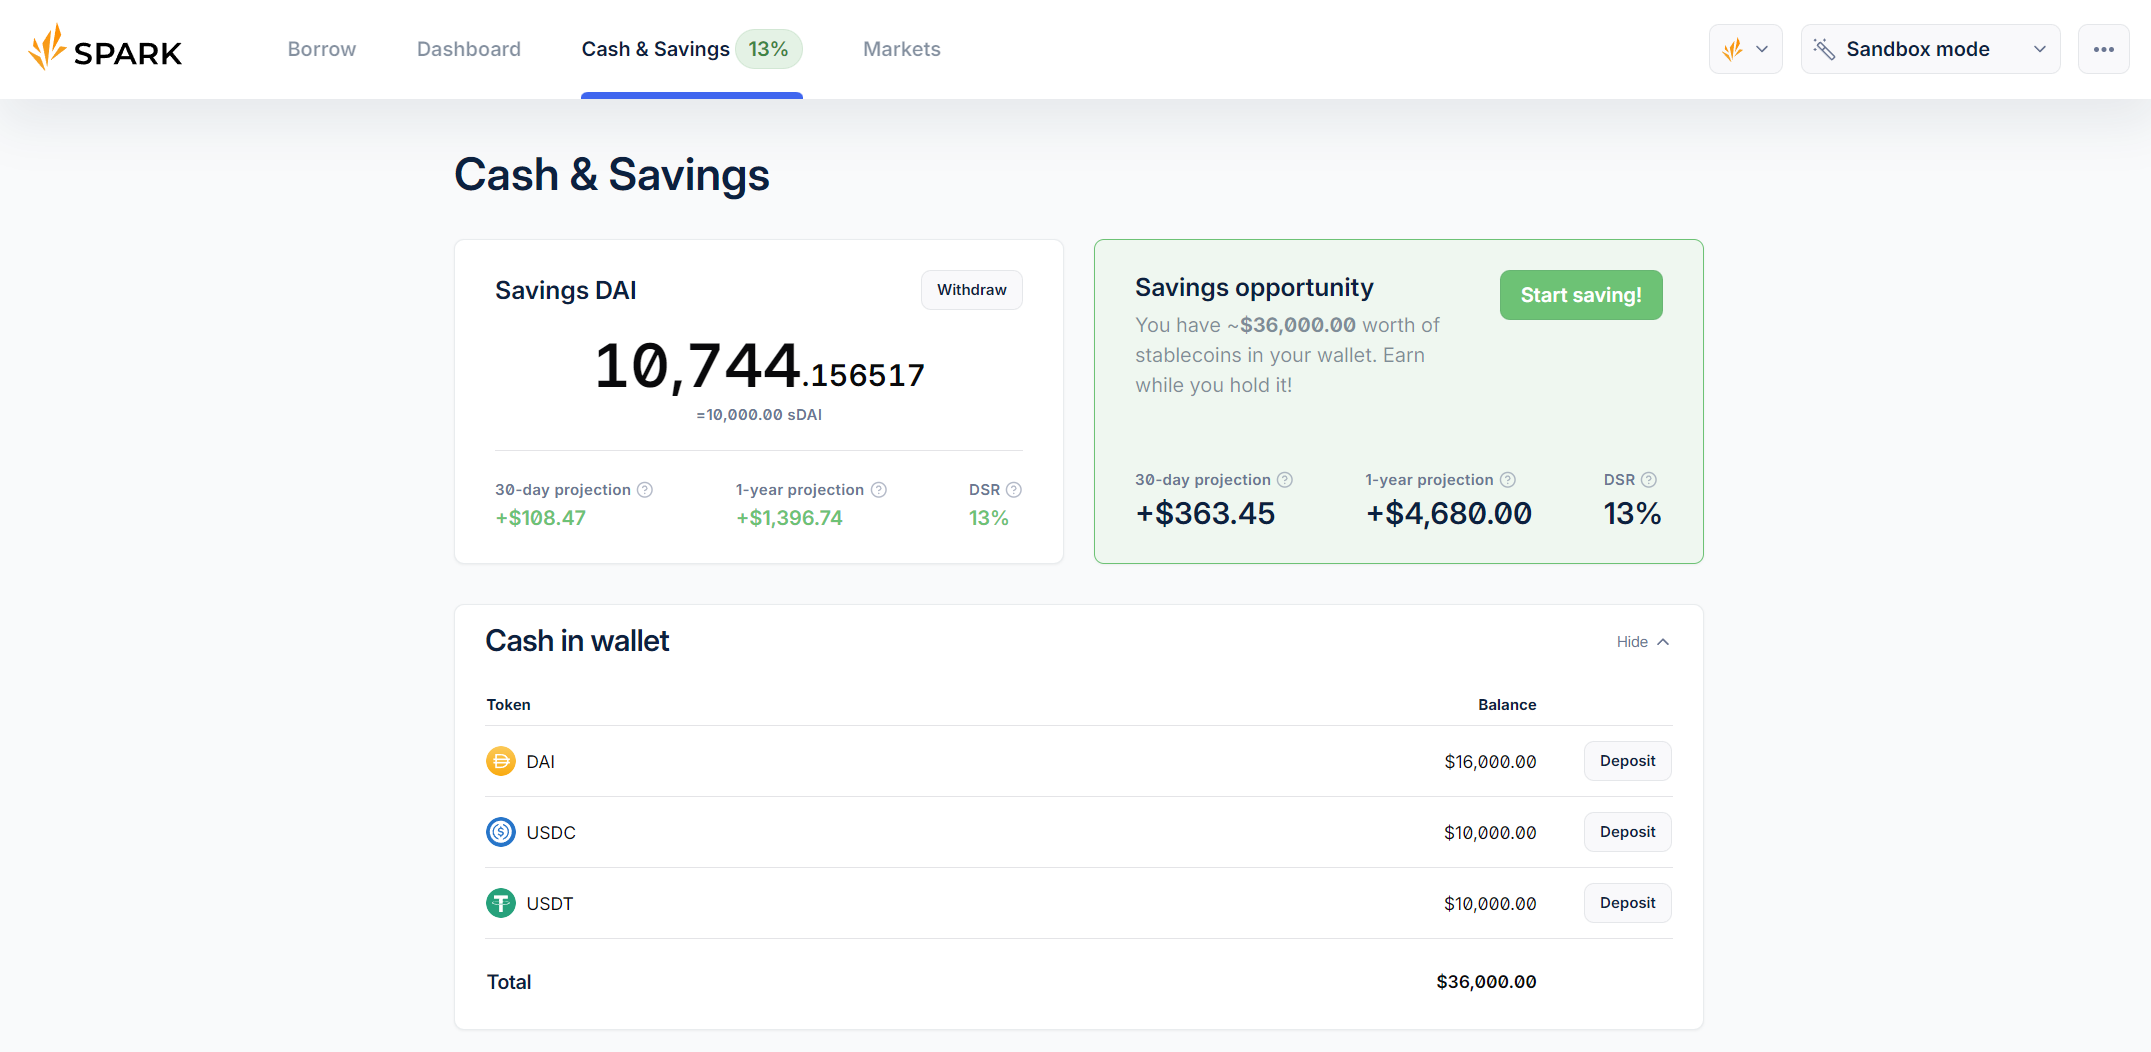 SPARK
Borrow
Dashboard
Cash & Savings 13%
Markets
Sandbox mode
Cash & Savings
Savings DAI
Withdraw
10,744.156517
=10,000.00 sDAI
30-day projection
1-year projection
DSR
+$108.47
+$1,396.74
13%
Savings opportunity
Start saving!
You have ~$36,000.00 worth of
stablecoins in your wallet. Earn
while you hold it!
30-day projection
1-year projection
DSR
+$363.45
+$4,680.00
13%
Cash in wallet
Hide
Token
Balance
DAI
$16,000.00
Deposit
USDC
$10,000.00
Deposit
USDT
$10,000.00
Deposit
Total
$36,000.00